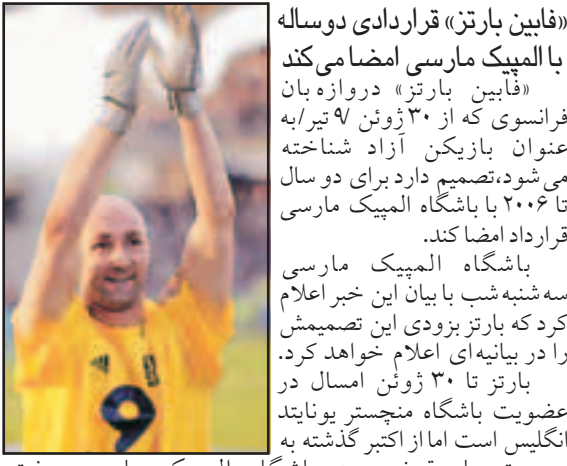 «فابین بارتز» قراردادی دوساله
با المپیک مارسی امضا می‌کند
«فابین بارتز» دروازه بان
فرانسوی که از ۳۰ ژوئن /۹ تیر/به
عنوان بازیکن آزاد شناخته
می‌شود،تصمیم دارد برای دو سال
تا ۲۰۰۶ با باشگاه المپیک مارسی
قرارداد امضا کند.
باشگاه المپیک مارسی
سه شنبه شب با بیان این خبر اعلام
کرد که بارتز بزودی این تصمیمش
را در بیانیه‌ای اعلام خواهد کرد.
بارتز تا ۳۰ ژوئن امسال در
عضویت باشگاه منچستر یونایتد
انگلیس است اما از اکتبر گذشته به
9